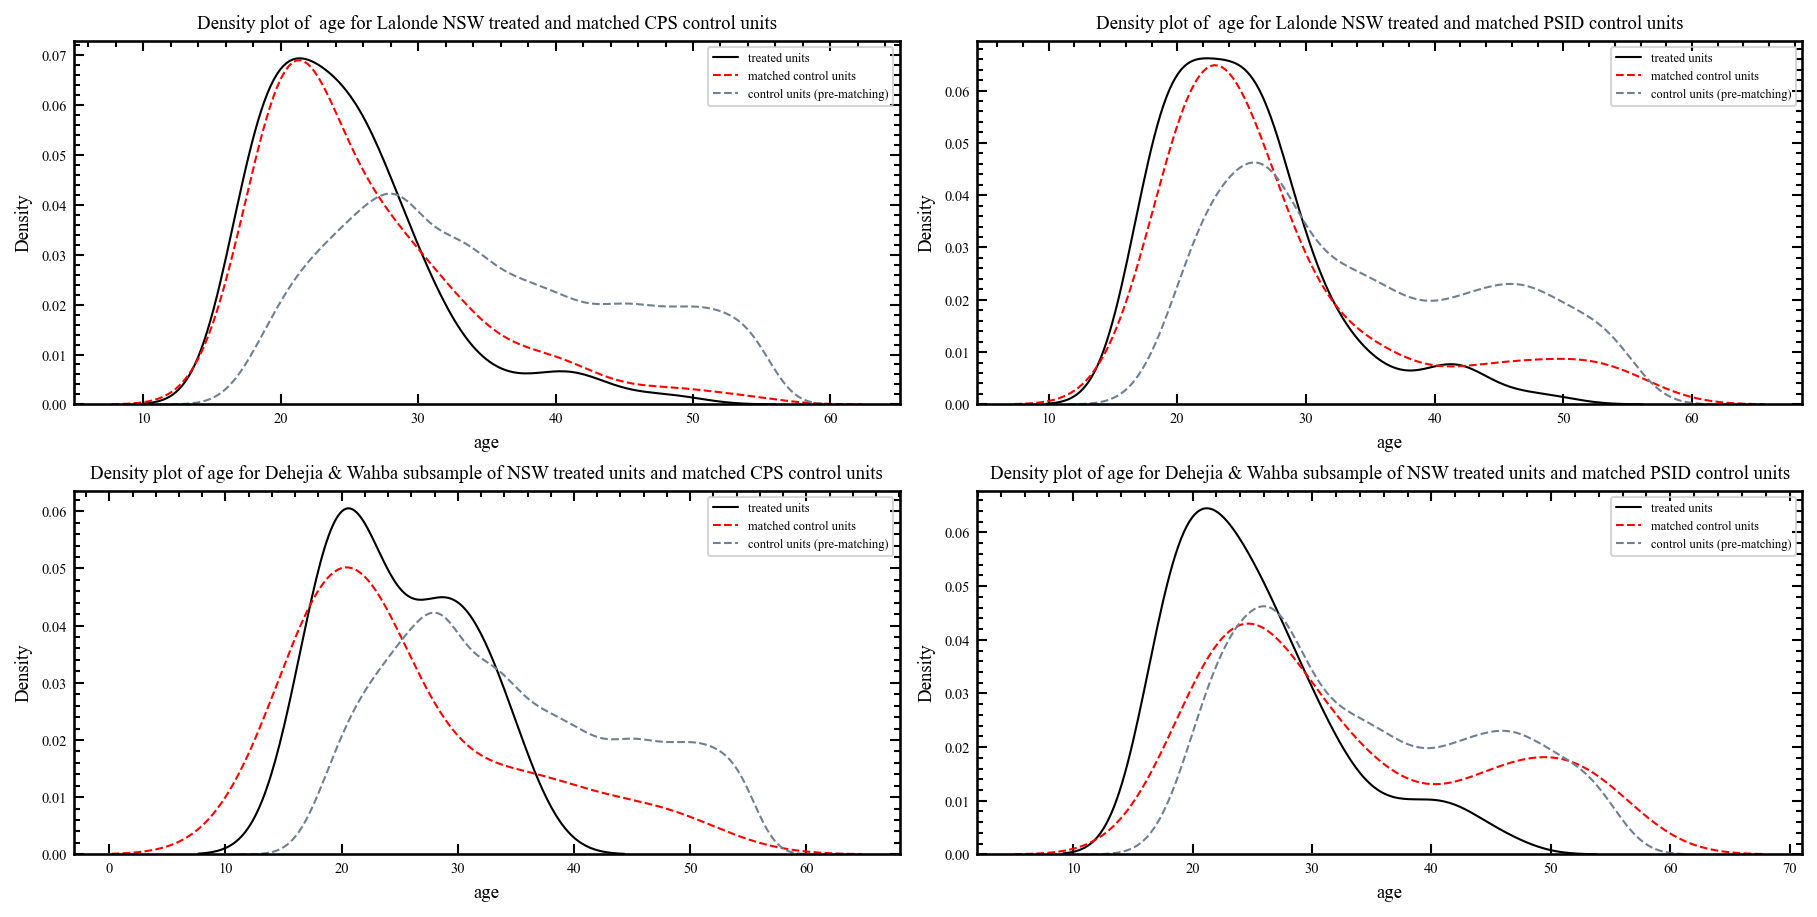 Density plot of  age for Lalonde NSW treated and matched CPS control units
treated units
matched control units
control units (pre-matching)
0.07
0.06
0.05
0.04
0.03
0.02
0.01
0.00
Density
10 20 30 40 50 60
age
Density plot of  age for Lalonde NSW treated and matched PSID control units
treated units
matched control units
control units (pre-matching)
0.06
0.05
0.04
0.03
0.02
0.01
0.00
Density
10 20 30 40 50 60
age
Density plot of age for Dehejia & Wahba subsample of NSW treated units and matched CPS control units
treated units
matched control units
control units (pre-matching)
0.06
0.05
0.04
0.03
0.02
0.01
0.00
Density
0 10 20 30 40 50 60
age
Density plot of age for Dehejia & Wahba subsample of NSW treated units and matched PSID control units
treated units
matched control units
control units (pre-matching)
0.06
0.05
0.04
0.03
0.02
0.01
0.00
Density
10 20 30 40 50 60 70
age